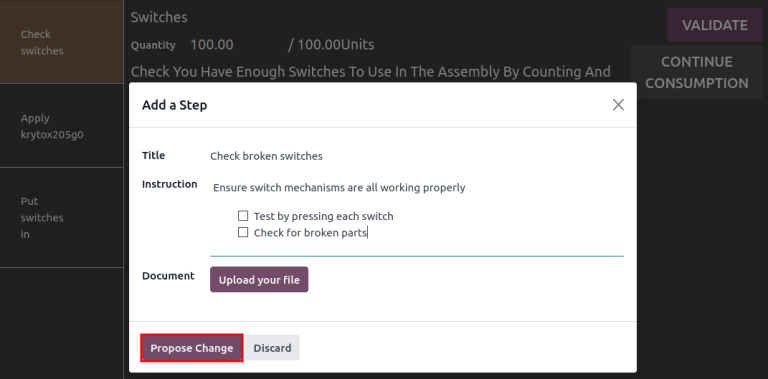 Check
switches
Apply
krytox205g0
Put
switches
in
Switches
Quantity 100.00 / 100.00Units
Check You Have Enough Switches To Use In The Assembly By Counting And
VALIDATE
CONTINUE
CONSUMPTION
Add a Step
Title Check broken switches
Instruction Ensure switch mechanisms are all working properly
Test by pressing each switch
Check for broken parts
Document Upload your file
Propose Change Discard